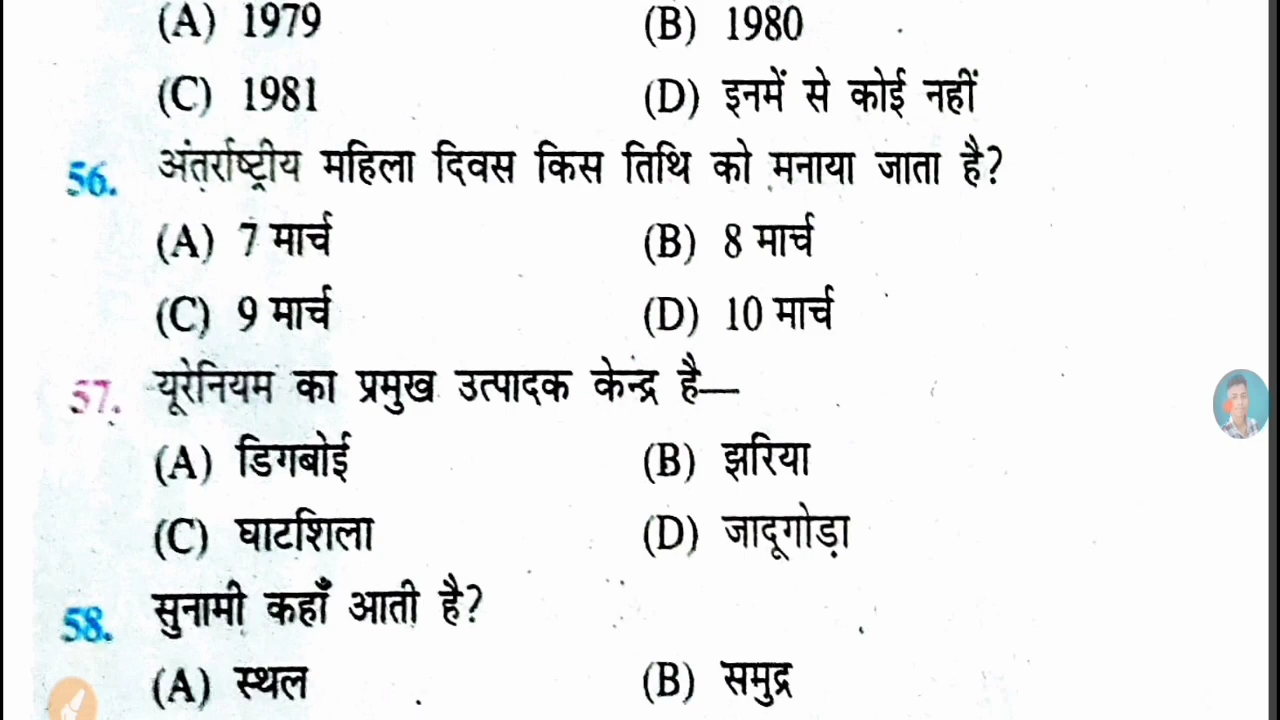 (A) 1979 (B) 1980
(C) 1981 (D) इनमें से कोई नहीं
56. अंतर्राष्ट्रीय महिला दिवस किस तिथि को मनाया जाता है?
(A) 7 मार्च (B) 8 मार्च
(C) 9 मार्च (D) 10 मार्च
57. यूरेनियम का प्रमुख उत्पादक केन्द्र है—
(A) डिगबोई (B) झरिया
(C) घाटशिला (D) जादूगोड़ा
58. सुनामी कहाँ आती है?
(A) स्थल (B) समुद्र